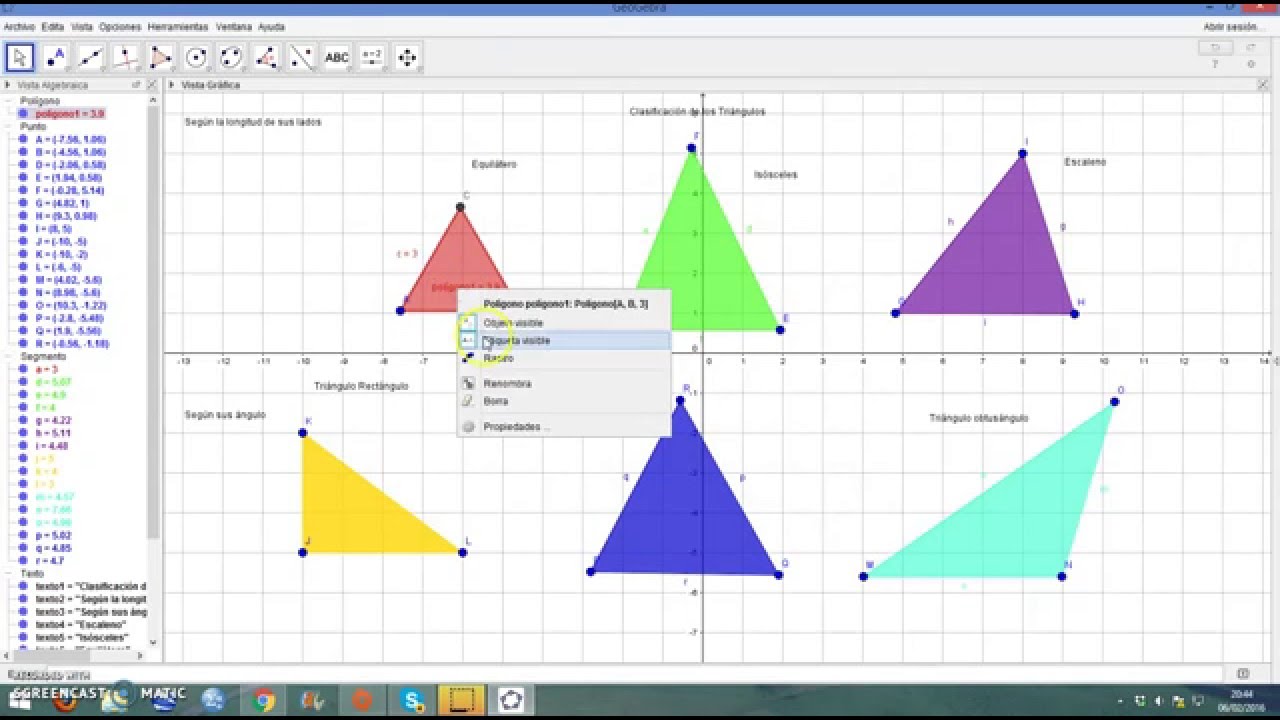 GeoGebra
Archivo Edita Vista Opciones Herramientas Ventana Ayuda
Abrir sesión...
ABC
a=2
Vista Algebraica
Vista Gráfica
Polígono
polígono1 = 3.9
Punto
A = (-7.56, 1.06)
B = (-4.56, 1.06)
D = (-2.06, 0.58)
E = (1.94, 0.58)
F = (-0.28, 5.14)
G = (4.82, 1)
H = (9.3, 0.98)
I = (8, 5)
J = (-10, -5)
K = (-10, -2)
L = (-6, -5)
M = (4.02, -5.6)
N = (8.98, -5.6)
O = (10.3, -1.22)
P = (-2.8, -5.48)
Q = (1.9, -5.56)
R = (-0.56, -1.18)
Segmento
a = 3
d = 5.07
e = 4.9
f = 4
g = 4.22
h = 5.11
i = 4.48
j = 5
k = 4
l = 3
m = 4.57
n = 7.66
o = 4.96
p = 5.02
q = 4.85
r = 4.7
Texto
texto1 = "Clasificación d
texto2 = "Según la longit
texto3 = "Según sus áng
texto4 = "Escaleno"
texto5 = "Isósceles"
Clasificación de los Triángulos
Según la longitud de sus lados
Equilátero
Isósceles
Escaleno
C
F
I
c = 3
e
d
h
g
E
H
i
Polígono polígono1: Polígono[A, B, 3]
Objeto visible
Etiqueta visible
Rastro
Renombra
Borra
Propiedades ...
-13 -12 -11 -10 -9 -8 -7 0 2 3 4 5 6 7 8 9 10 11 12 13 14
4
3
2
1
-1
-2
-3
-4
-5
-6
-7
Triángulo Rectángulo
Según sus ángulo
Triángulo obtusángulo
K
R
O
q
p
J
L
Q
M
N
r
SCREENCAST MATIC
20:44
06/02/2016